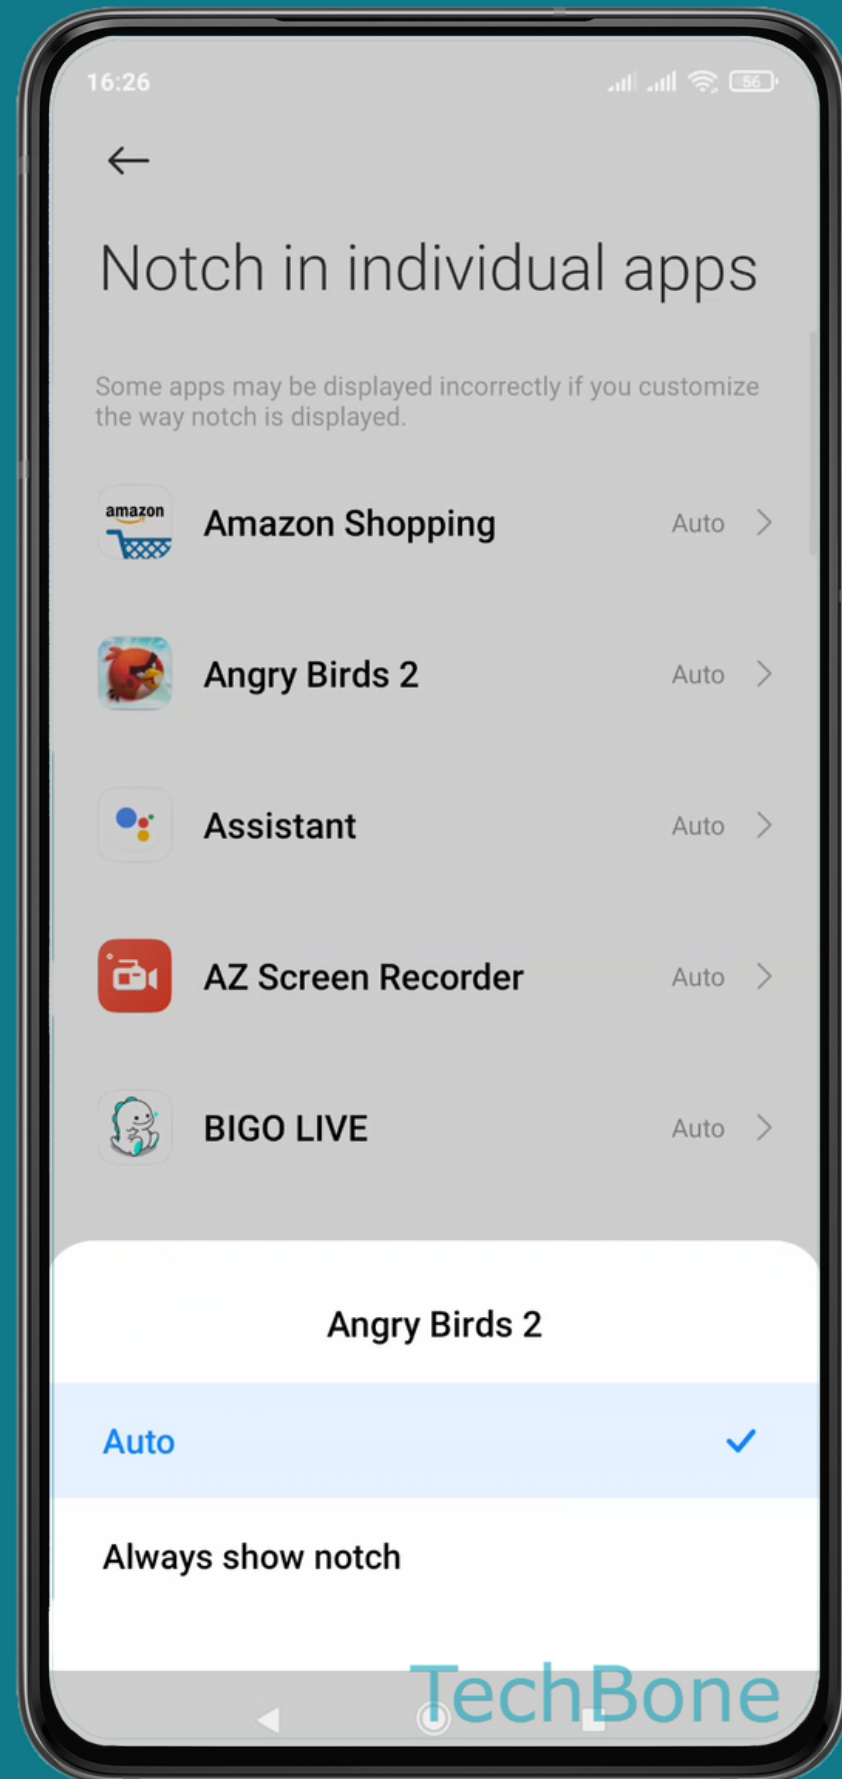 16:26
56
Notch in individual apps
Some apps may be displayed incorrectly if you customize
the way notch is displayed.
amazon
Amazon Shopping Auto
Angry Birds 2 Auto
Assistant Auto
AZ Screen Recorder Auto
BIGO LIVE Auto
Angry Birds 2
Auto
Always show notch
TechBone